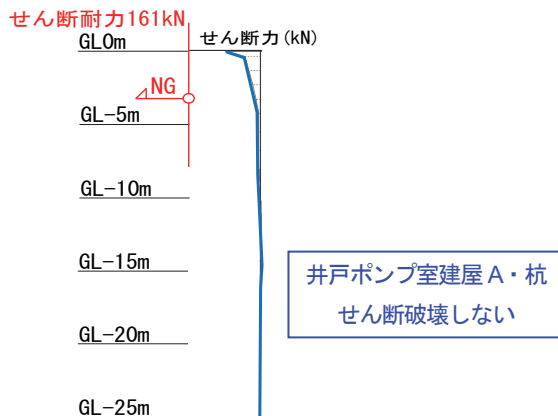 せん断耐力161kN
GL0m
せん断力(kN)
NG
GL-5m
GL-10m
GL-15m
井戸ポンプ室建屋A・杭
せん断破壊しない
GL-20m
GL-25m